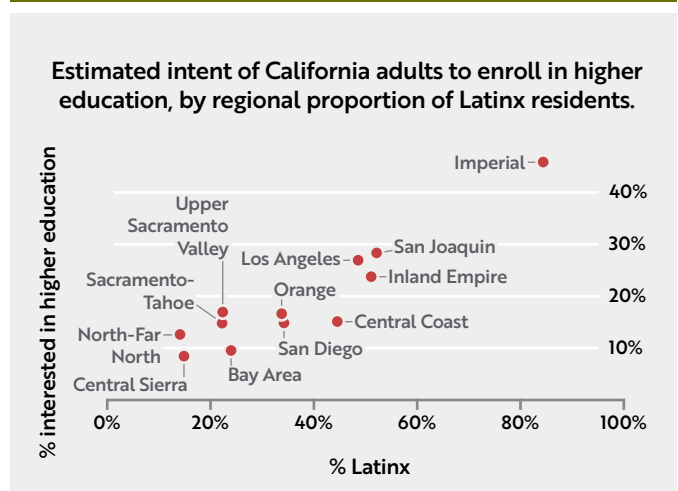 Estimated intent of California adults to enroll in higher
education, by regional proportion of Latinx residents.
% interested in higher education
Imperial
40%
Upper
Sacramento
Valley
San Joaquin
30%
Los Angeles
Inland Empire
Sacramento-
Tahoe
Orange
20%
Central Coast
North-Far
North
San Diego
10%
Bay Area
Central Sierra
0%
20%
40%
60%
80%
100%
% Latinx